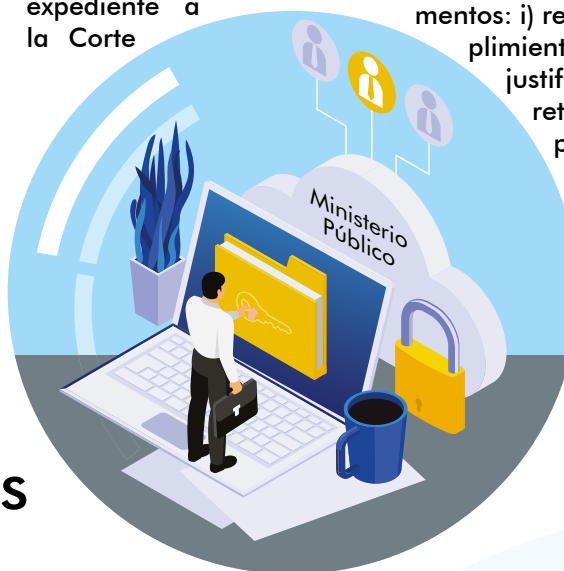 expediente a
la Corte
mentos: i) re
plimient
justif
ret
p
Ministerio
Público
s